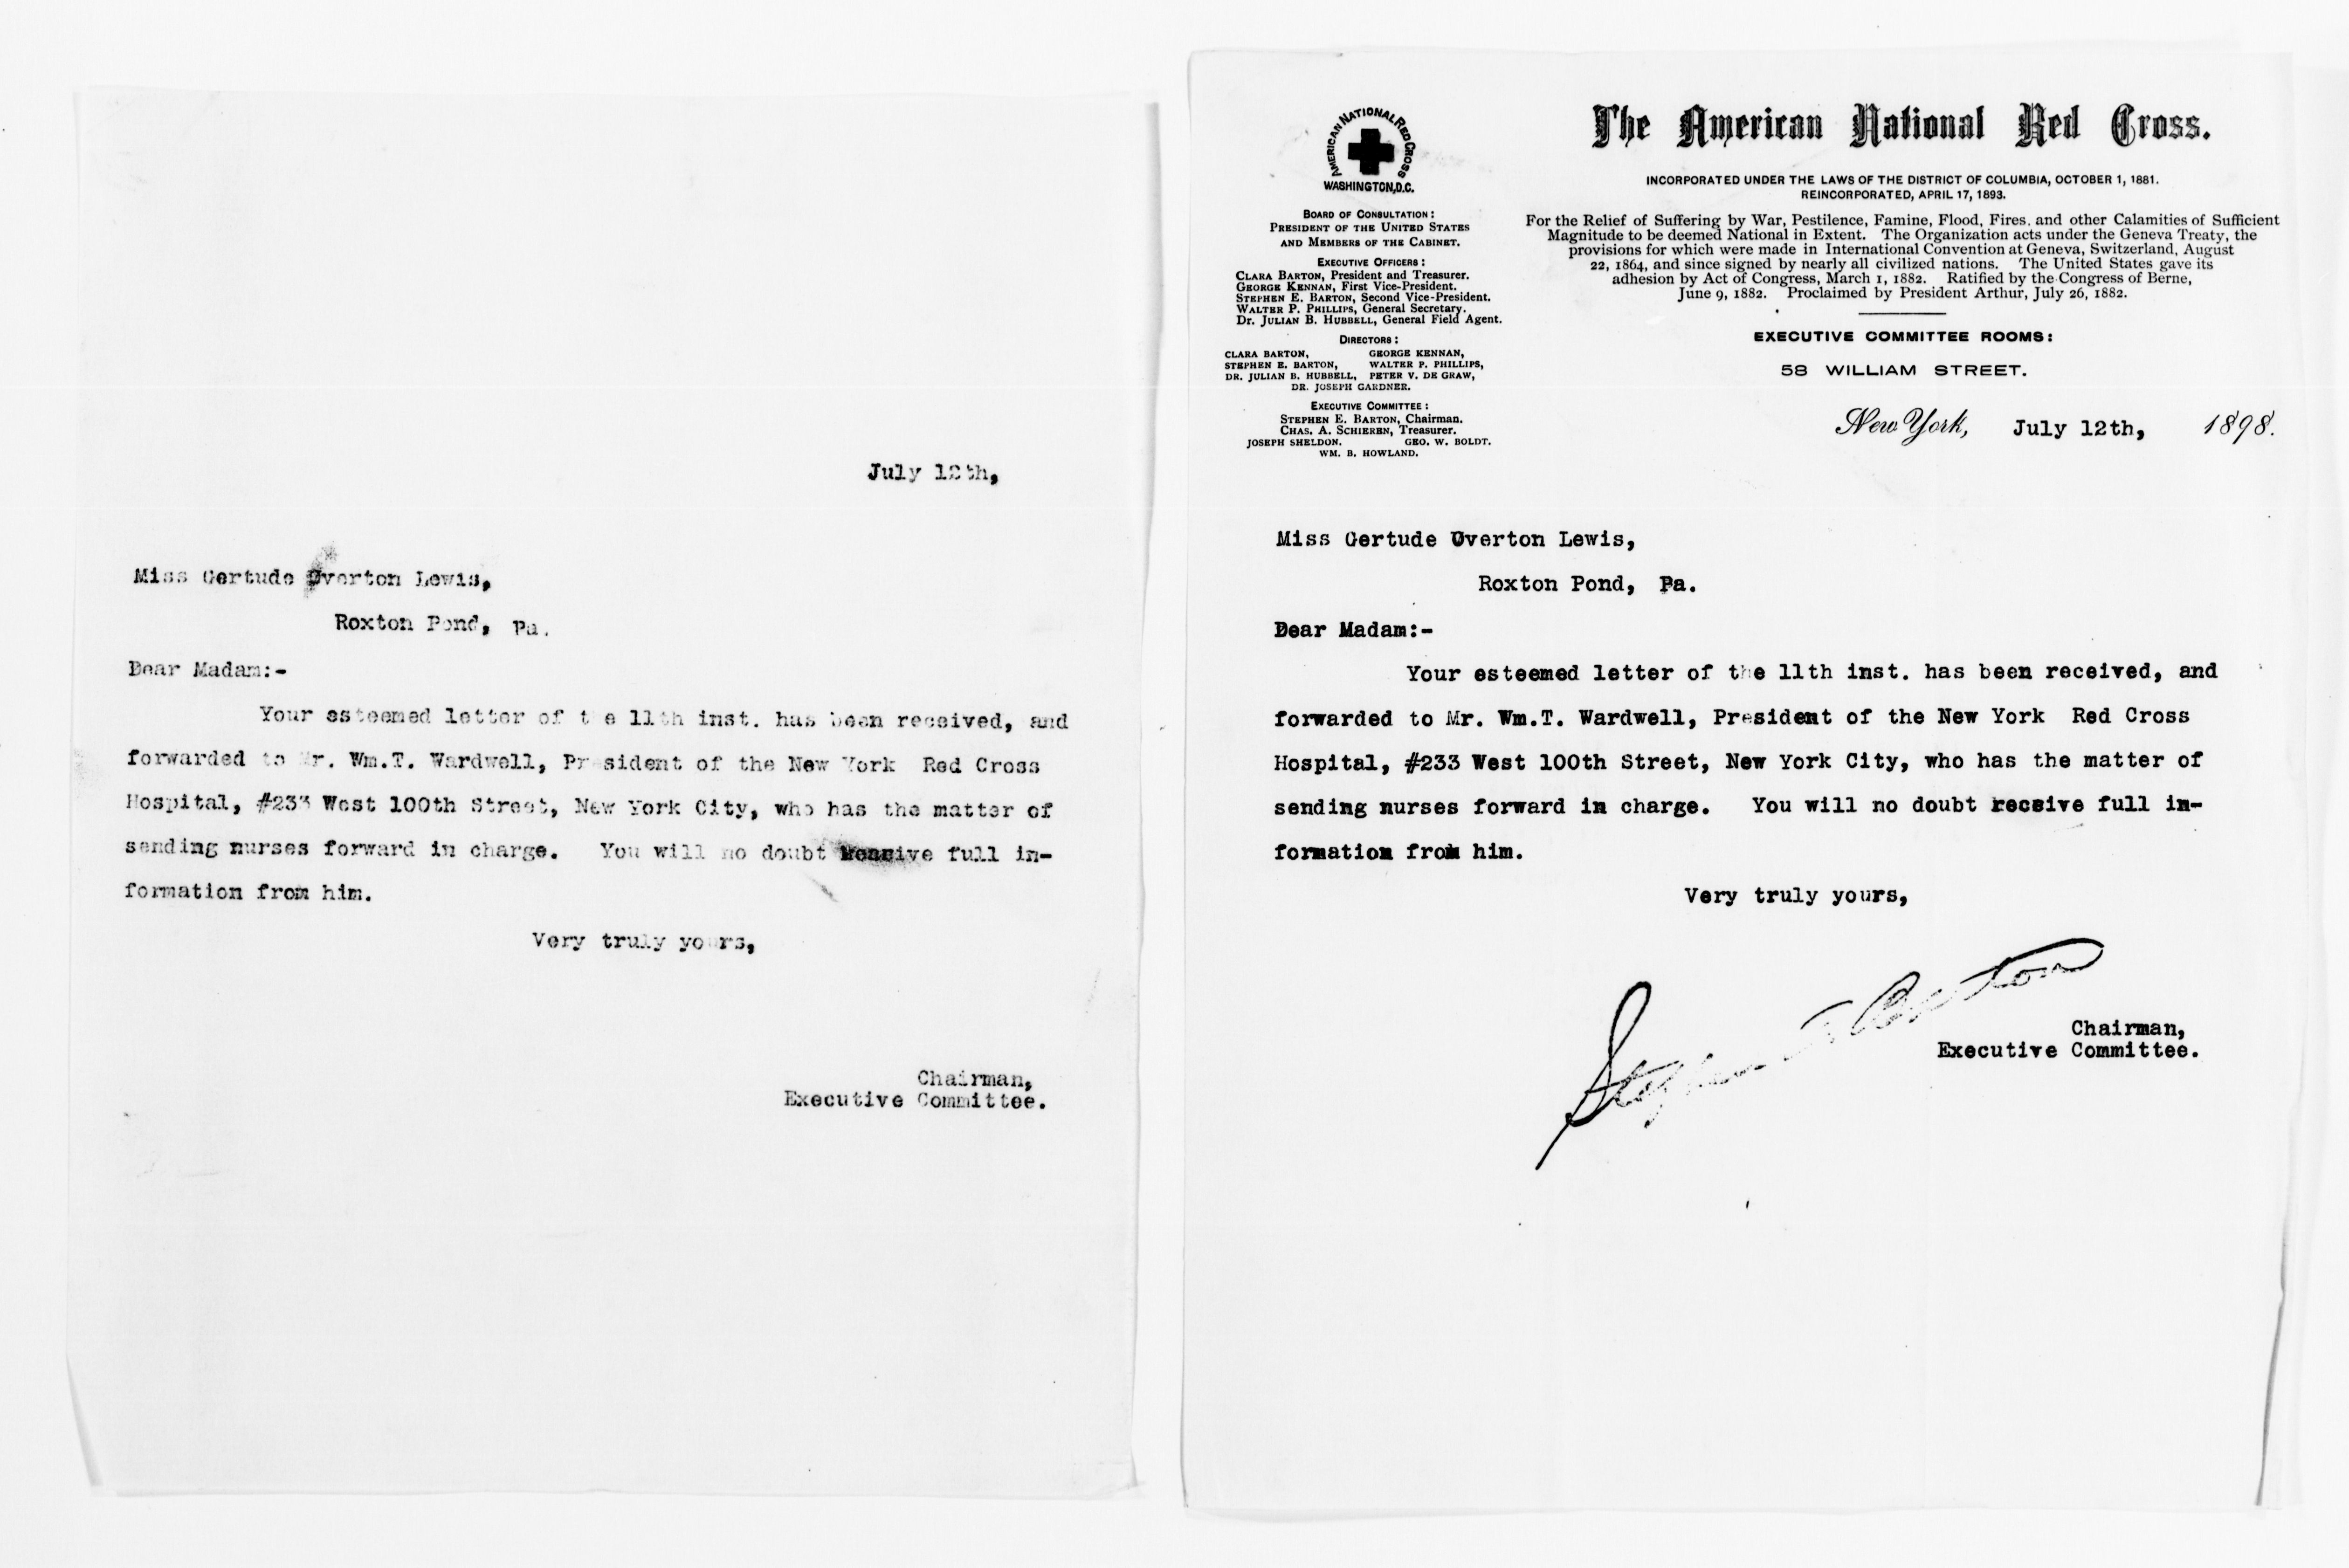 July 12th,
Miss Gertude Overton Lewis,
Roxton Pond, Pa.
Dear Madam:-
Your esteemed letter of t e 11th inst. has been received, and
forwarded to Mr. Wm.T. Wardwell, Pr sident of the New York Red Cross
Hospital, #233 West 100th Street, New York City, who has the matter of
sending nurses forward in charge. You will no doubt receive full in-
formation from him.
Very truly yours,
Chairman,
Executive Committee.
AMERICAN NATIONAL RED CROSS
WASHINGTON, D.C.
BOARD OF CONSULTATION:
PRESIDENT OF THE UNITED STATES
AND MEMBERS OF THE CABINET.
EXECUTIVE OFFICERS:
CLARA BARTON, President and Treasurer.
GEORGE KENNAN, First Vice-President.
STEPHEN E. BARTON, Second Vice-President.
WALTER P. PHILLIPS, General Secretary.
Dr. JULIAN B. HUBBELL, General Field Agent.
DIRECTORS:
CLARA BARTON, GEORGE KENNAN,
STEPHEN E. BARTON, WALTER P. PHILLIPS,
DR. JULIAN B. HUBBELL, PETER V. DE GRAW,
DR. JOSEPH GARDNER.
EXECUTIVE COMMITTEE:
STEPHEN E. BARTON, Chairman.
CHAS. A. SCHIEREN, Treasurer.
JOSEPH SHELDON. GEO. W. BOLDT.
WM. B. HOWLAND.
The American National Red Cross.
INCORPORATED UNDER THE LAWS OF THE DISTRICT OF COLUMBIA, OCTOBER 1, 1881.
REINCORPORATED, APRIL 17, 1893.
For the Relief of Suffering by War, Pestilence, Famine, Flood, Fires, and other Calamities of Sufficient
Magnitude to be deemed National in Extent. The Organization acts under the Geneva Treaty, the
provisions for which were made in International Convention at Geneva, Switzerland, August
22, 1864, and since signed by nearly all civilized nations. The United States gave its
adhesion by Act of Congress, March 1, 1882. Ratified by the Congress of Berne,
June 9, 1882. Proclaimed by President Arthur, July 26, 1882.
EXECUTIVE COMMITTEE ROOMS:
58 WILLIAM STREET.
New York, July 12th, 1898.
Miss Gertude Overton Lewis,
Roxton Pond, Pa.
Dear Madam:-
Your esteemed letter of the 11th inst. has been received, and
forwarded to Mr. Wm.T. Wardwell, President of the New York Red Cross
Hospital, #233 West 100th Street, New York City, who has the matter of
sending nurses forward in charge. You will no doubt receive full in-
formation from him.
Very truly yours,
Stephen E. Barton
Chairman,
Executive Committee.